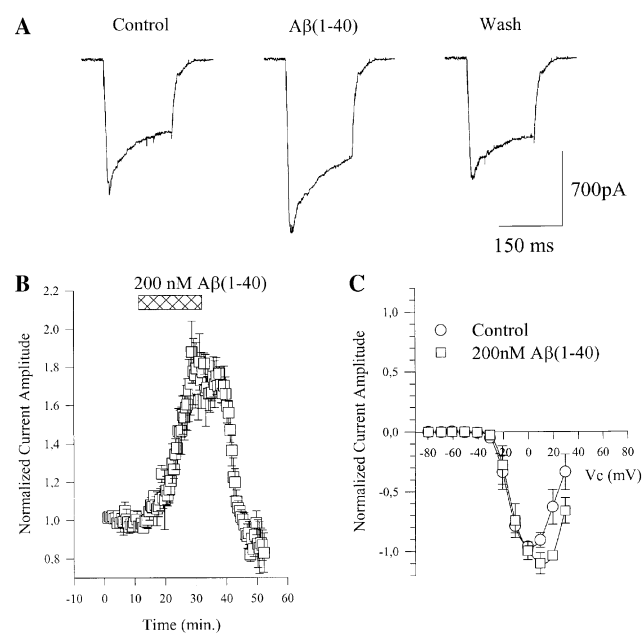 A
Control
Aβ(1-40)
Wash
700pA
150 ms
B
200 nM Aβ(1-40)
Normalized Current Amplitude
2.2
2.0
1.8
1.6
1.4
1.2
1.0
0.8
-10 0 10 20 30 40 50 60
Time (min.)
C
Normalized Current Amplitude
1,0
0,5
0,0
-0,5
-1,0
Control
200nM Aβ(1-40)
-80 -60 -40 -20 0 20 40 60 80
Vc (mV)